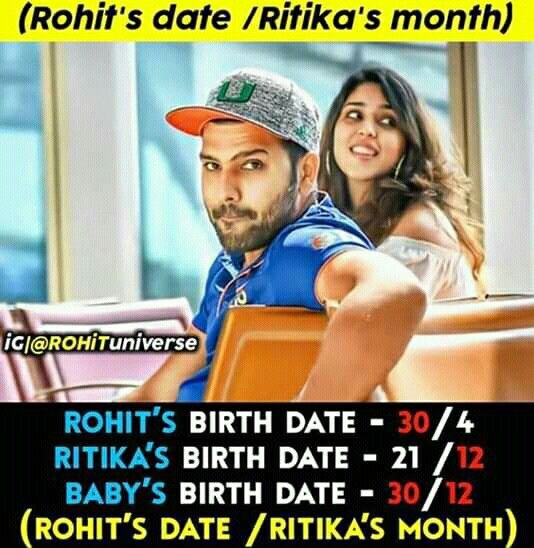 (Rohit's date /Ritika's month)
U
iG|@ROHiTuniverse
ROHIT'S BIRTH DATE - 30/4
RITIKA'S BIRTH DATE - 21 /12
BABY'S BIRTH DATE - 30/12
(ROHIT'S DATE /RITIKA'S MONTH)